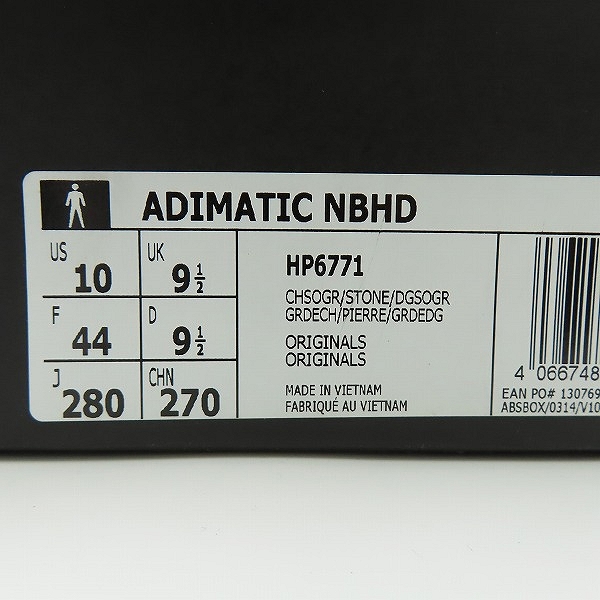 ADIMATIC NBHD
US 10 UK 9 1/2
F 44 D 9 1/2
J 280 CHN 270
HP6771
CHSOGR/STONE/DGSOGR
GRDECH/PIERRE/GRDEDG
ORIGINALS
ORIGINALS
MADE IN VIETNAM
FABRIQUÉ AU VIETNAM
4 066748
EAN PO# 130769
ABSBOX/0314/V10